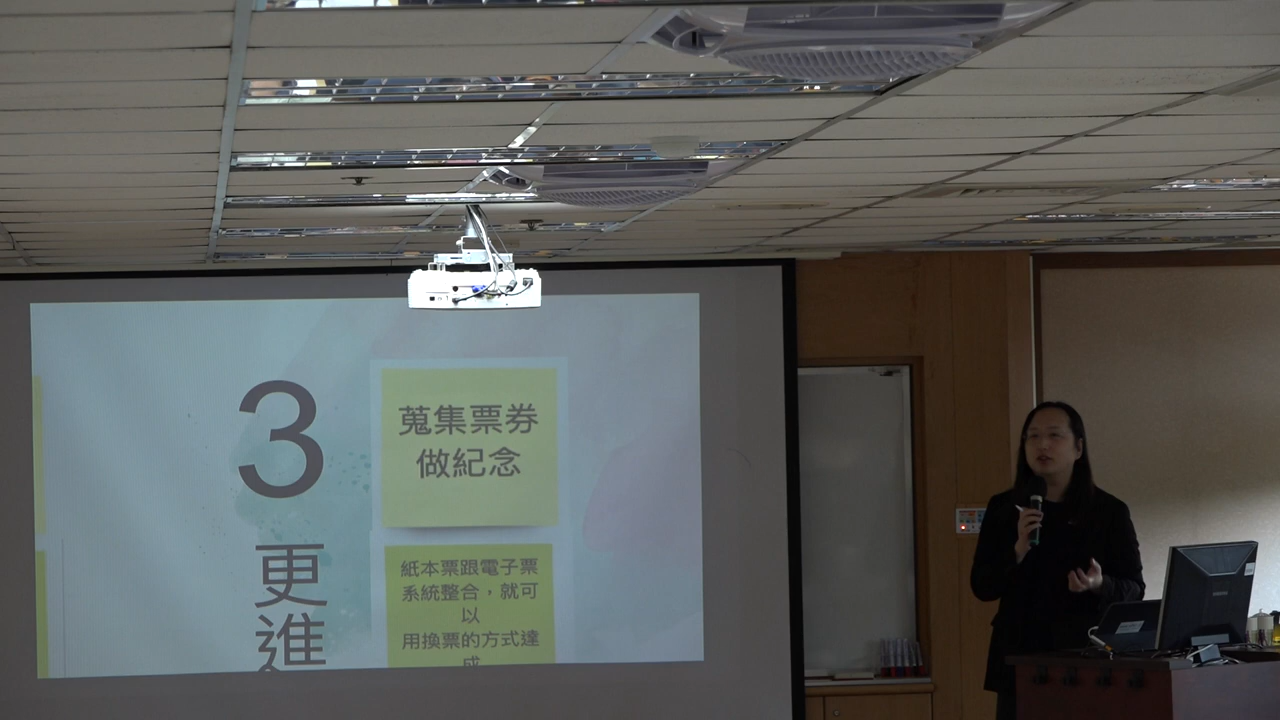 3
更
進
蒐集票券
做紀念
紙本票跟電子票
系統整合，就可
以
用換票的方式達
成